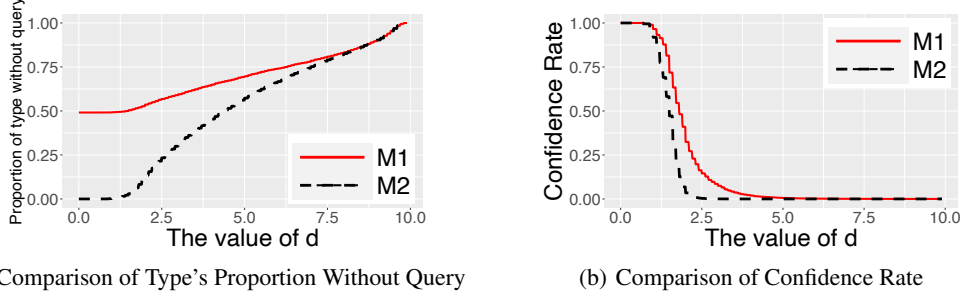 Proportion of type without query
1.00
0.75
0.50
0.25
0.00
M1
M2
0.0 2.5 5.0 7.5 10.0
The value of d
Comparison of Type's Proportion Without Query
Confidence Rate
1.00
0.75
0.50
0.25
0.00
M1
M2
0.0 2.5 5.0 7.5 10.0
The value of d
(b) Comparison of Confidence Rate